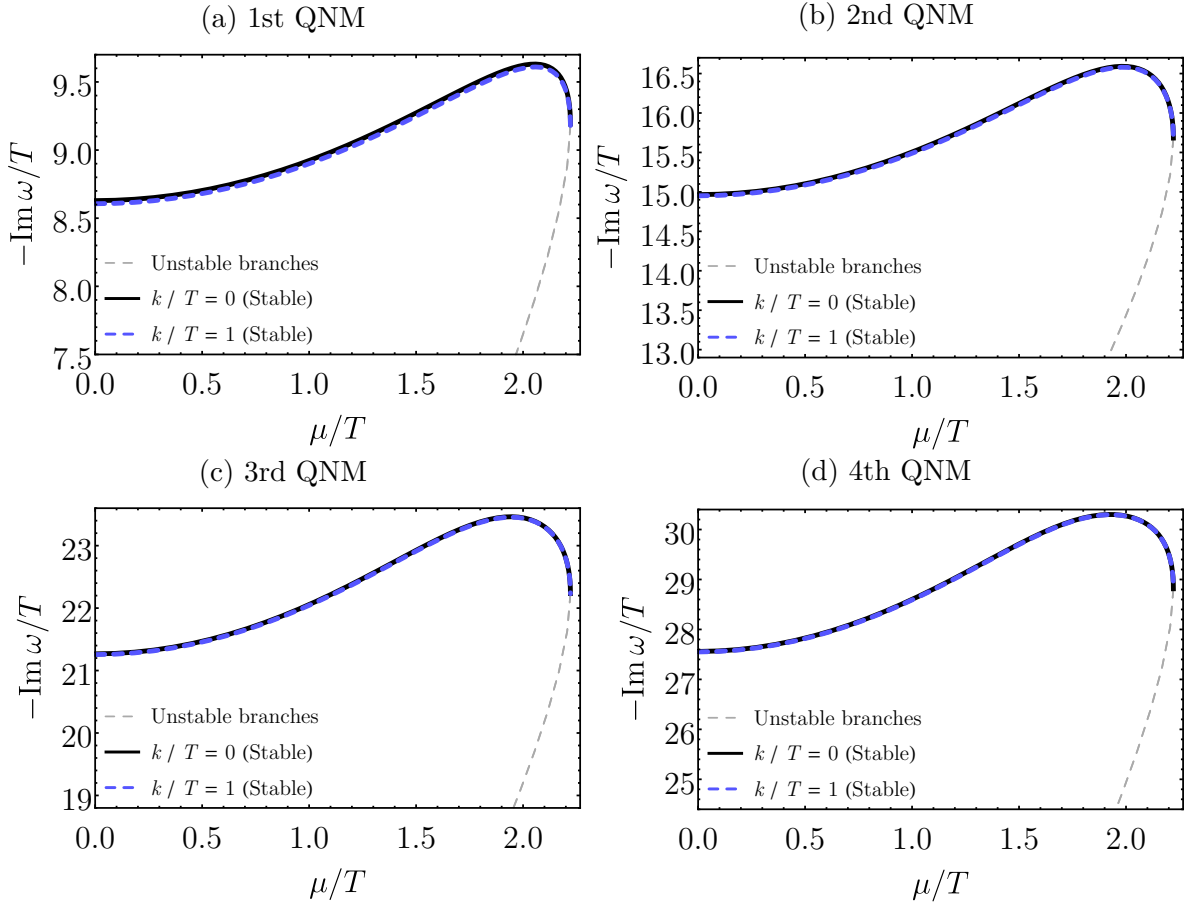 (a) 1st QNM
−Im ω/T
9.5
9.0
8.5
8.0
7.5
Unstable branches
k / T = 0 (Stable)
k / T = 1 (Stable)
0.0 0.5 1.0 1.5 2.0
μ/T
(b) 2nd QNM
−Im ω/T
16.5
16.0
15.5
15.0
14.5
14.0
13.5
13.0
Unstable branches
k / T = 0 (Stable)
k / T = 1 (Stable)
0.0 0.5 1.0 1.5 2.0
μ/T
(c) 3rd QNM
−Im ω/T
23
22
21
20
19
Unstable branches
k / T = 0 (Stable)
k / T = 1 (Stable)
0.0 0.5 1.0 1.5 2.0
μ/T
(d) 4th QNM
−Im ω/T
30
29
28
27
26
25
Unstable branches
k / T = 0 (Stable)
k / T = 1 (Stable)
0.0 0.5 1.0 1.5 2.0
μ/T